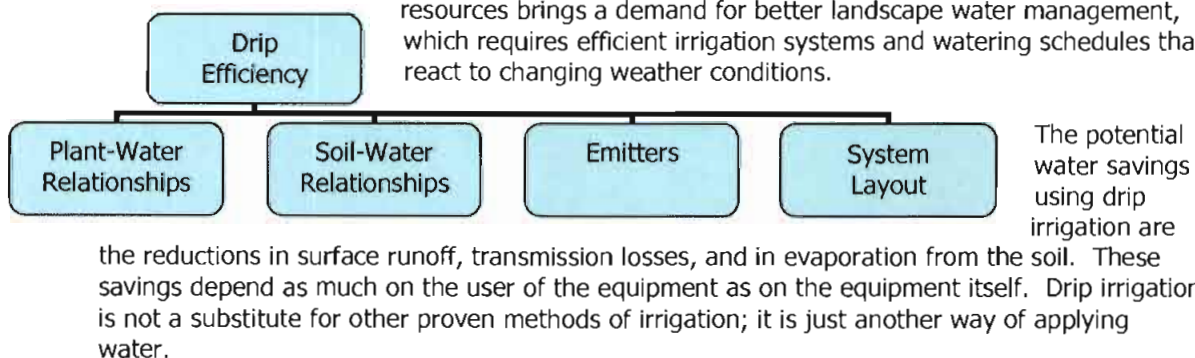 resources brings a demand for better landscape water management,
which requires efficient irrigation systems and watering schedules tha
react to changing weather conditions.
Drip
Efficiency
Plant-Water
Relationships
Soil-Water
Relationships
Emitters
System
Layout
The potential
water savings
using drip
irrigation are
the reductions in surface runoff, transmission losses, and in evaporation from the soil. These
savings depend as much on the user of the equipment as on the equipment itself. Drip irrigation
is not a substitute for other proven methods of irrigation; it is just another way of applying
water.